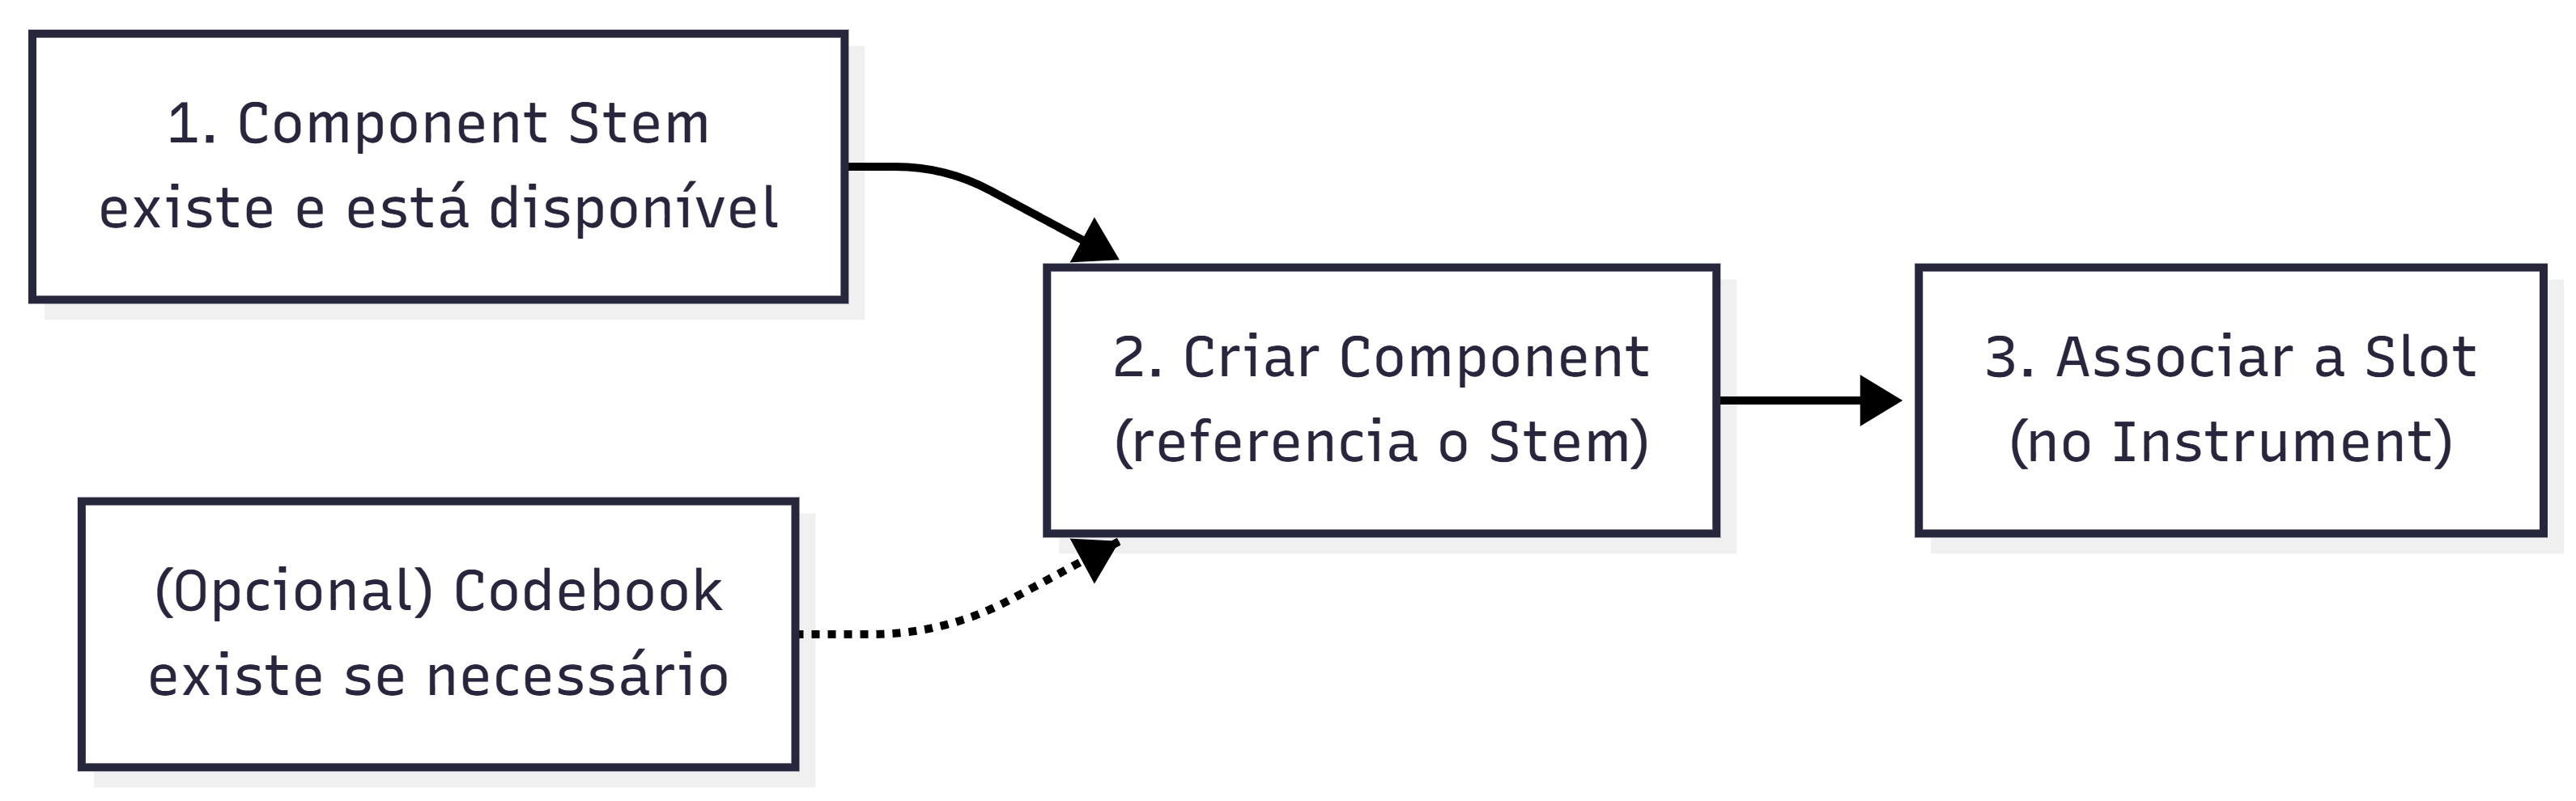 1. Component Stem
existe e está disponível
(Opcional) Codebook
existe se necessário
2. Criar Component
(referencia o Stem)
3. Associar a Slot
(no Instrument)